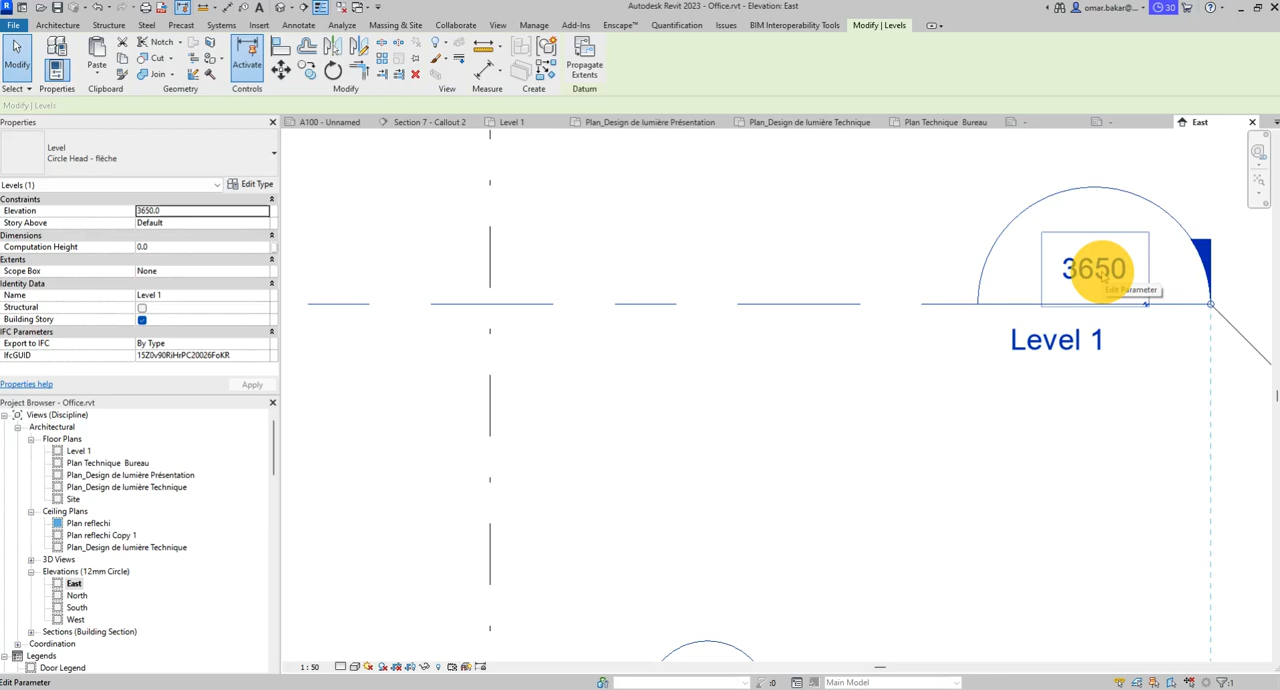 Autodesk Revit 2023 - Office.rvt - Elevation: East
omar.bakar@...
30
File Architecture Structure Steel Precast Systems Insert Annotate Analyze Massing & Site Collaborate View Manage Add-Ins Enscape™ Quantification Issues BIM Interoperability Tools Modify | Levels
Modify
Properties
Paste
Notch
Cut
Join
Activate
Propagate
Extents
Select Properties Clipboard Geometry Controls Modify View Measure Create Datum
Modify | Levels
Properties
A100 - Unnamed Section 7 - Callout 2 Level 1 Plan_Design de lumière Présentation Plan_Design de lumière Technique Plan Technique Bureau - - East
Level
Circle Head - flèche
Levels (1) Edit Type
Constraints
Elevation 3650.0
Story Above Default
Dimensions
Computation Height 0.0
Extents
Scope Box None
Identity Data
Name Level 1
Structural
Building Story
IFC Parameters
Export to IFC By Type
IfcGUID 15Z0v90RiHrPC20026FoKR
Properties help Apply
3650
Edit Parameter
Level 1
Project Browser - Office.rvt
Views (Discipline)
Architectural
Floor Plans
Level 1
Plan Technique Bureau
Plan_Design de lumière Présentation
Plan_Design de lumière Technique
Site
Ceiling Plans
Plan reflechi
Plan reflechi Copy 1
Plan_Design de lumière Technique
3D Views
Elevations (12mm Circle)
East
North
South
West
Sections (Building Section)
Coordination
Legends
Door Legend
1 : 50
Edit Parameter
:0
Main Model
:1